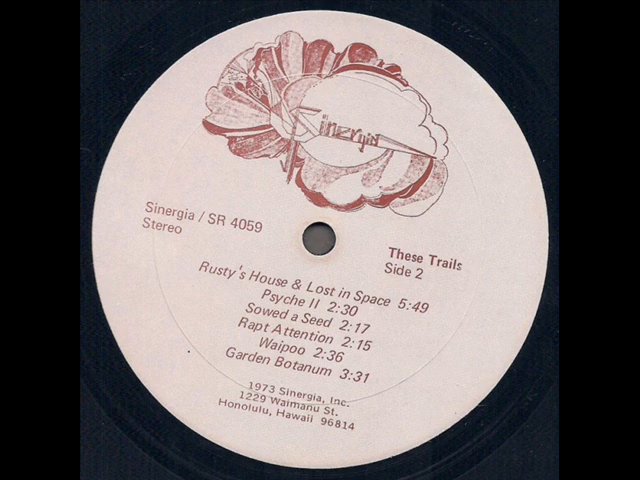 Sinergia
Sinergia / SR 4059
Stereo
These Trails
Side 2
Rusty's House & Lost in Space 5:49
Psyche II 2:30
Sowed a Seed 2:17
Rapt Attention 2:15
Waipoo 2:36
Garden Botanum 3:31
1973 Sinergia, Inc.
1229 Waimanu St.
Honolulu, Hawaii 96814